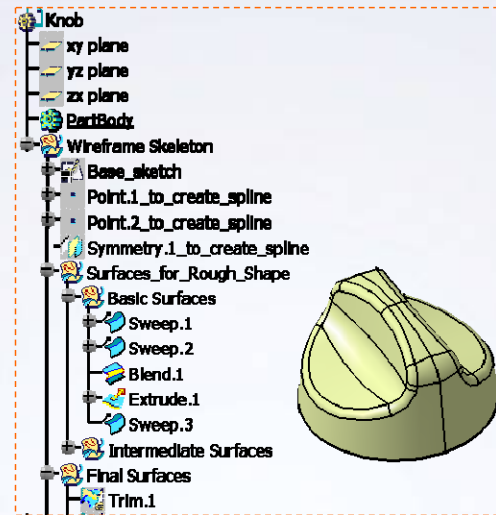 Knob
xy plane
yz plane
zx plane
PartBody
Wireframe Skeleton
Base_sketch
Point.1_to_create_spline
Point.2_to_create_spline
Symmetry.1_to_create_spline
Surfaces_for_Rough_Shape
Basic Surfaces
Sweep.1
Sweep.2
Blend.1
Extrude.1
Sweep.3
Intermediate Surfaces
Final Surfaces
Trim.1